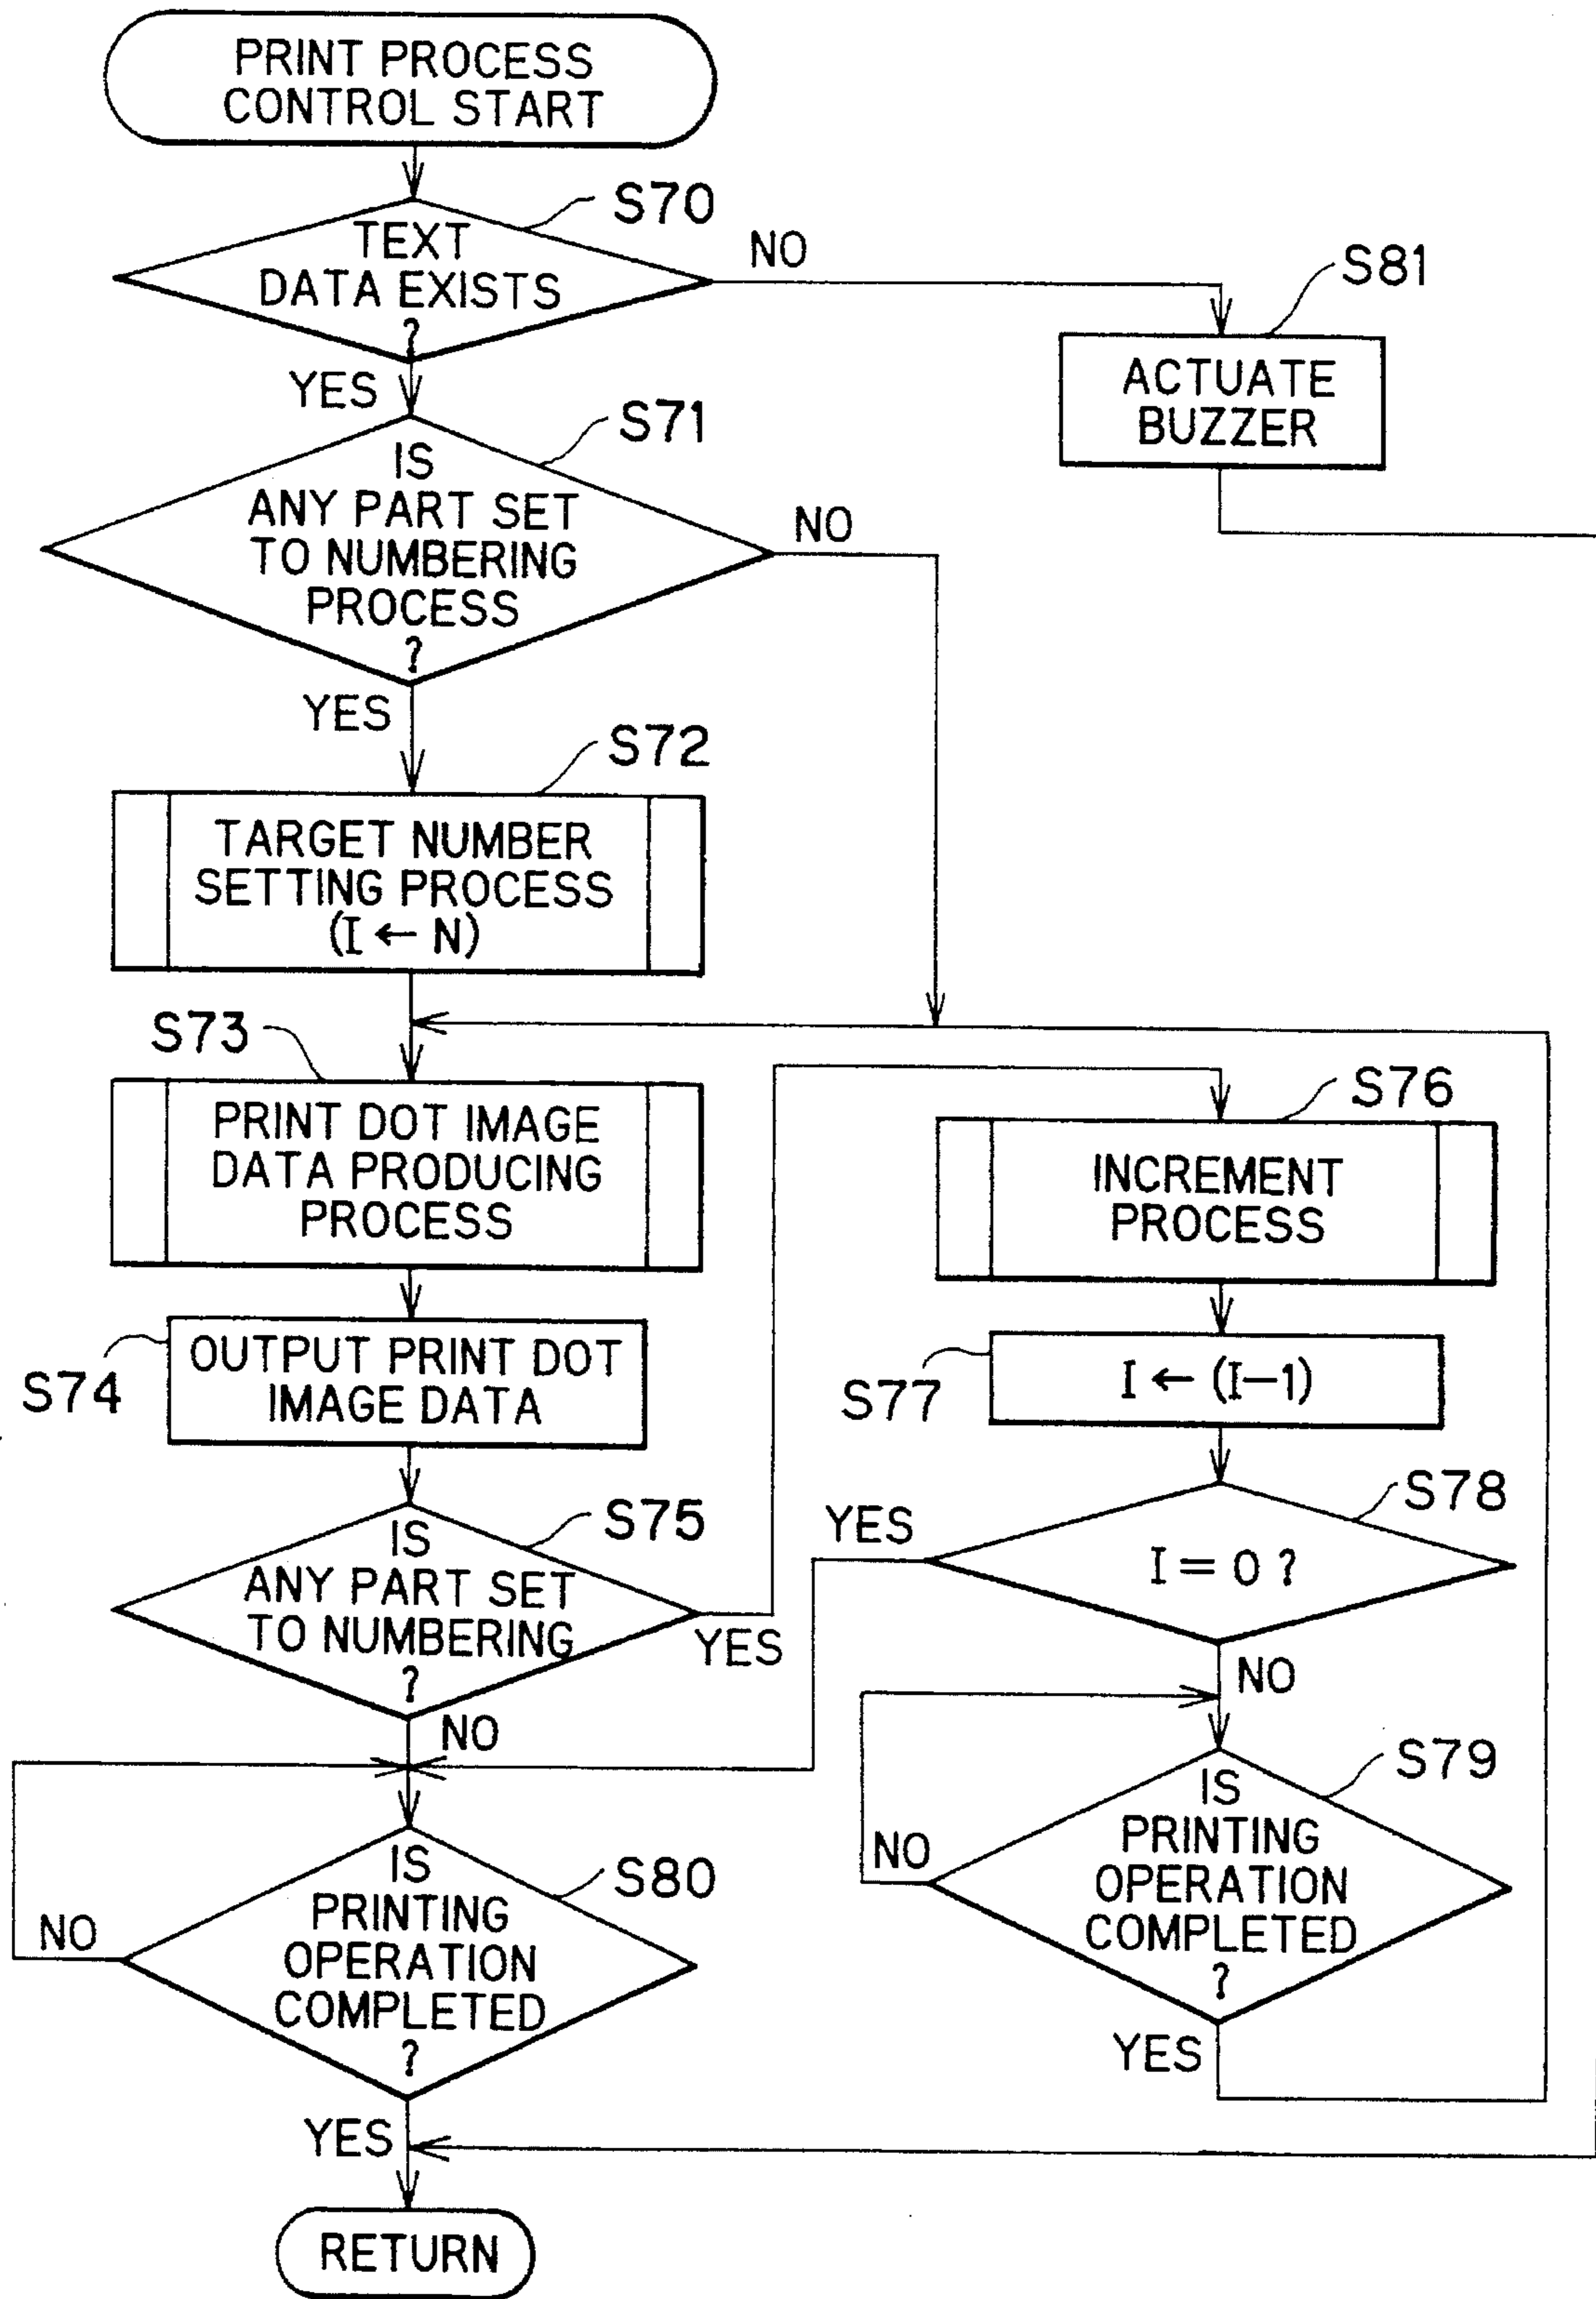 PRINT PROCESS
CONTROL START
S70
TEXT
DATA EXISTS
?
NO
YES
S81
ACTUATE
BUZZER
S71
IS
ANY PART SET
TO NUMBERING
PROCESS
?
NO
YES
S72
TARGET NUMBER
SETTING PROCESS
(I ← N)
S73
PRINT DOT IMAGE
DATA PRODUCING
PROCESS
S74
OUTPUT PRINT DOT
IMAGE DATA
S75
IS
ANY PART SET
TO NUMBERING
?
YES
NO
S76
INCREMENT
PROCESS
S77
I ← (I−1)
S78
I = 0 ?
YES
NO
S79
IS
PRINTING
OPERATION
COMPLETED
?
NO
YES
S80
IS
PRINTING
OPERATION
COMPLETED
?
NO
YES
RETURN